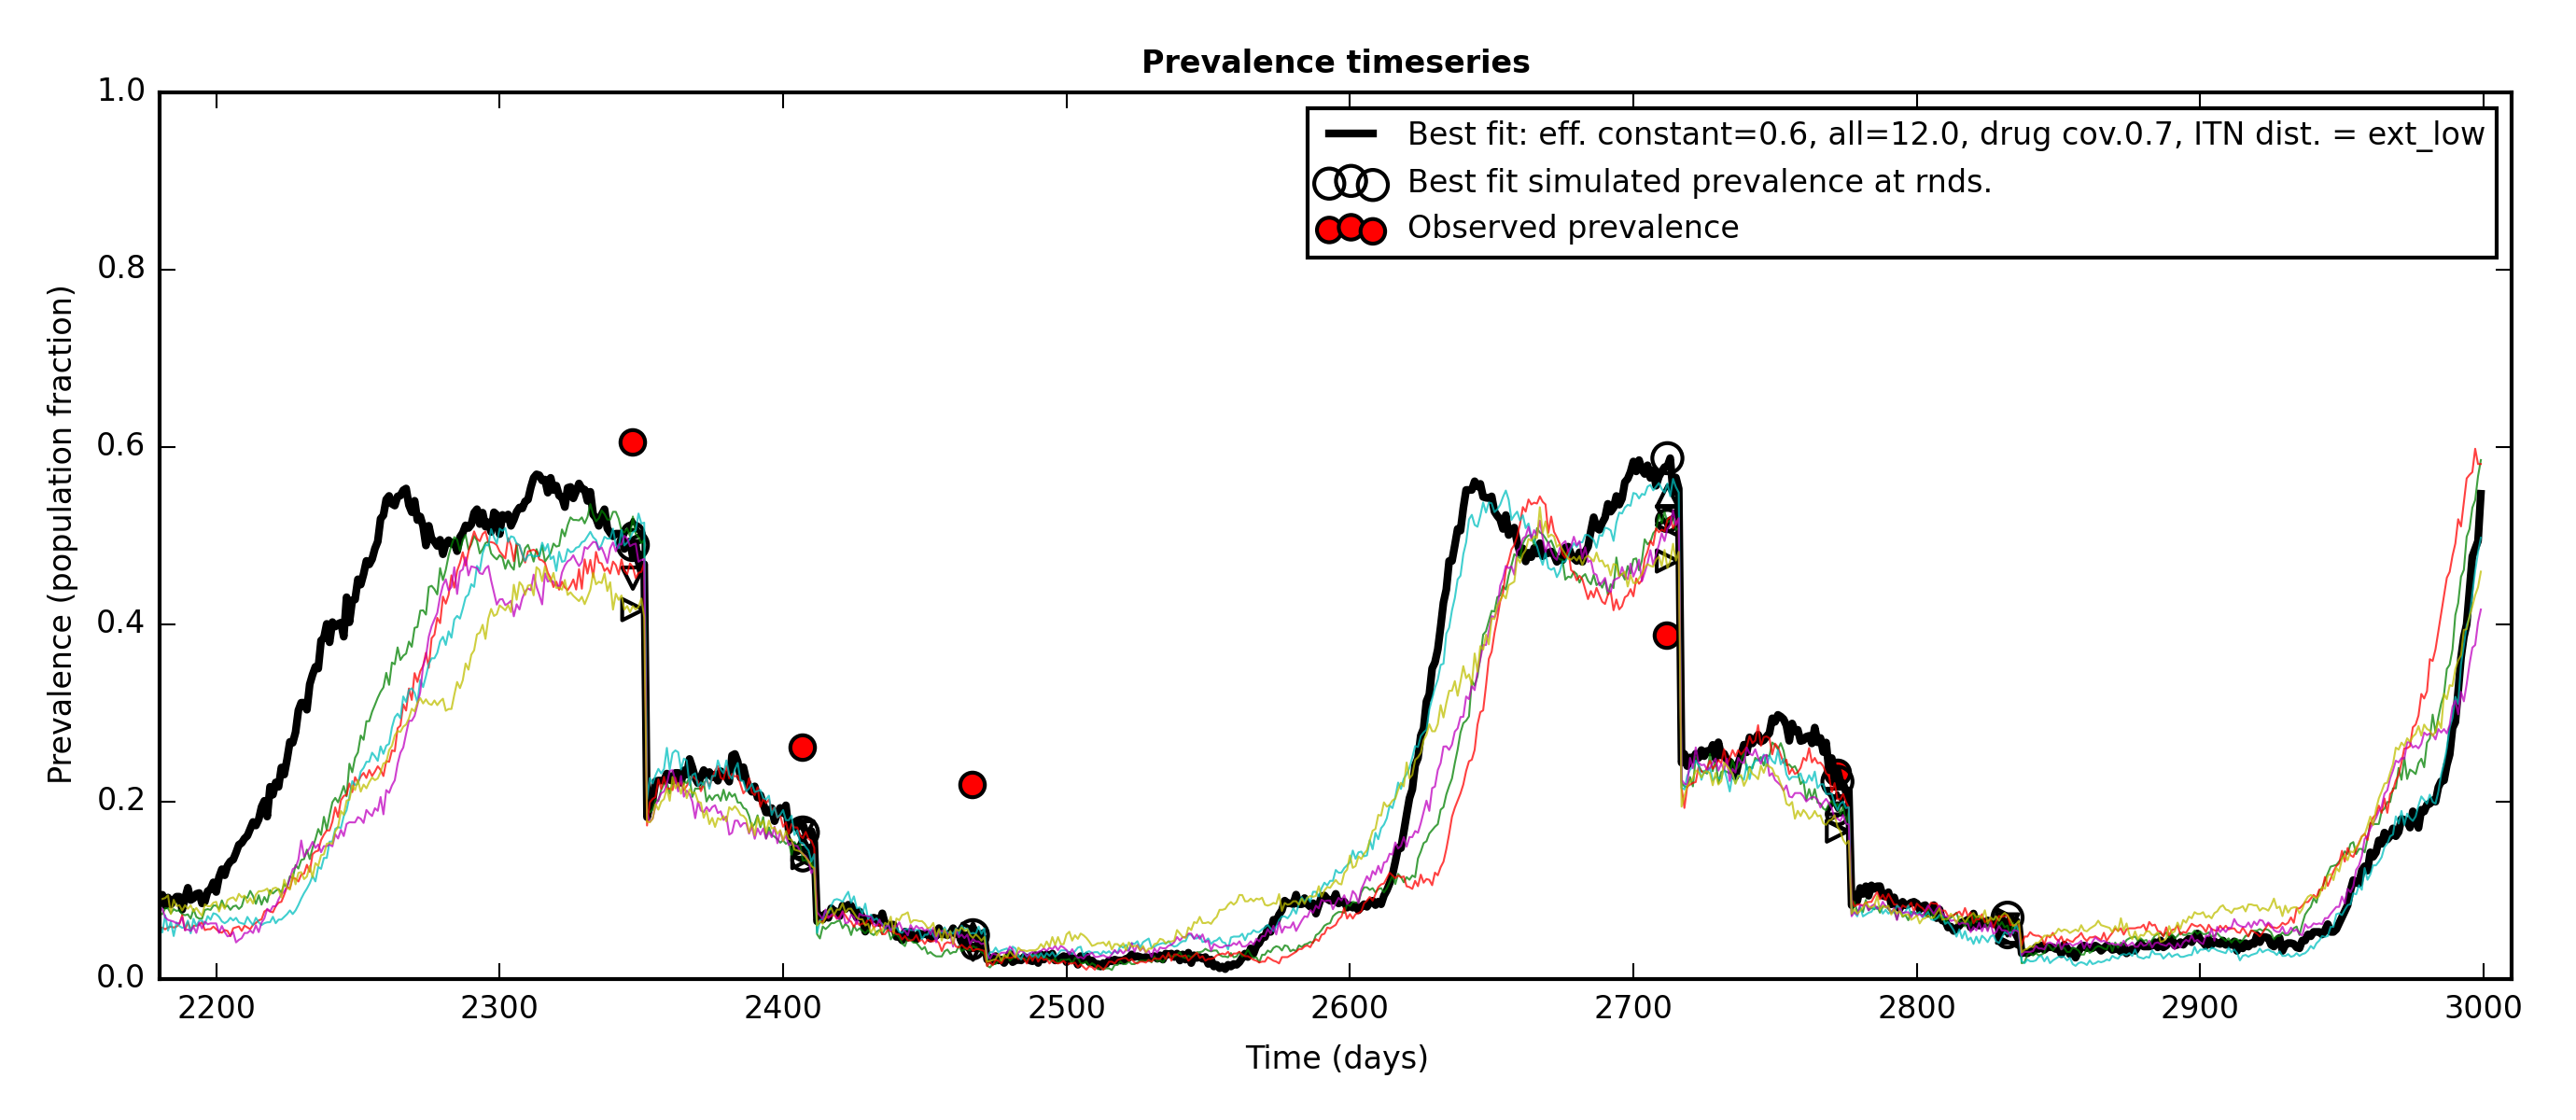 Prevalence timeseries
1.0
0.8
0.6
0.4
0.2
0.0
Prevalence (population fraction)
Best fit: eff. constant=0.6, all=12.0, drug cov.0.7, ITN dist. = ext_low
Best fit simulated prevalence at rnds.
Observed prevalence
2200 2300 2400 2500 2600 2700 2800 2900 3000
Time (days)